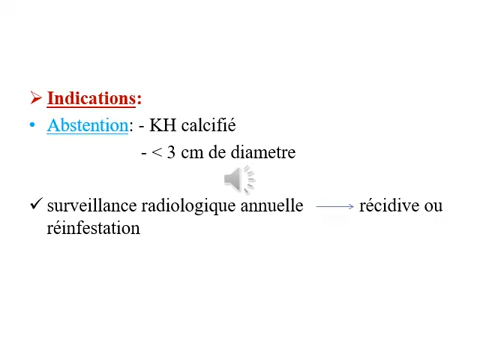 ➢ Indications:
• Abstention: - KH calcifié
- < 3 cm de diametre
✓ surveillance radiologique annuelle ⟶ récidive ou
réinfestation